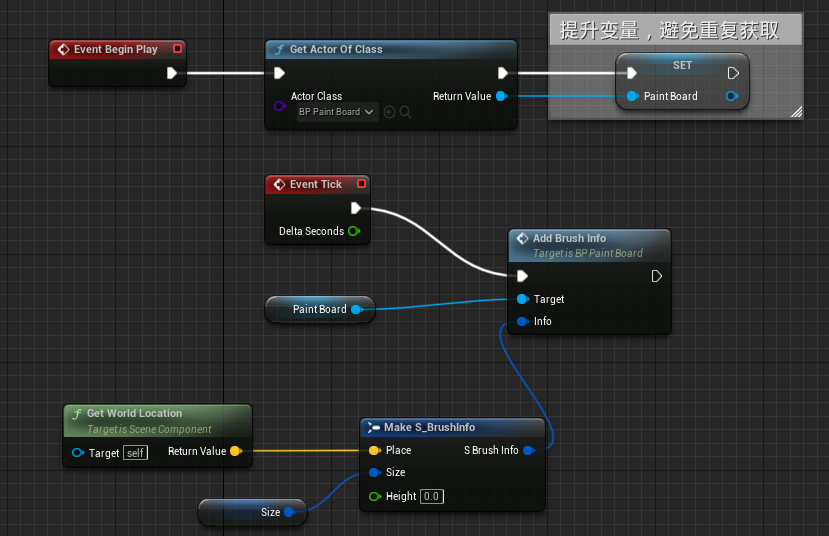 提升变量，避免重复获取
Event Begin Play
Get Actor Of Class
SET
Actor Class
Return Value
Paint Board
BP Paint Board
Event Tick
Delta Seconds
Add Brush Info
Target is BP Paint Board
Paint Board
Target
Info
Get World Location
Target is Scene Component
Target self
Return Value
Make S_BrushInfo
Place
S Brush Info
Size
Height 0.0
Size